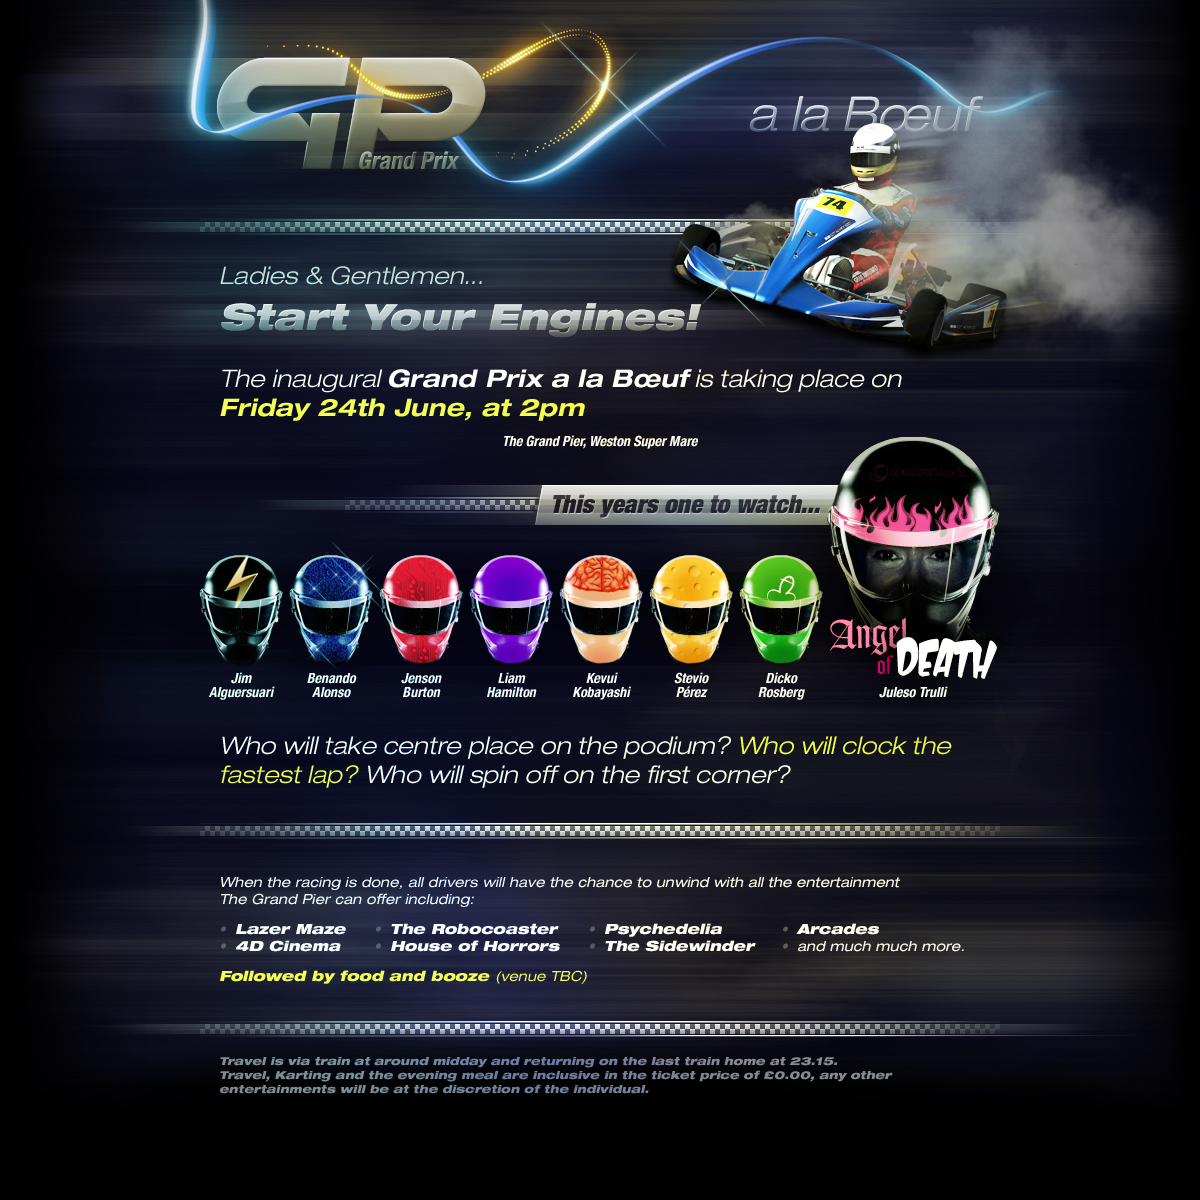 GP
Grand Prix
a la Bœuf
74
Ladies & Gentlemen...
Start Your Engines!
The inaugural Grand Prix a la Bœuf is taking place on
Friday 24th June, at 2pm
The Grand Pier, Weston Super Mare
This years one to watch...
Angel
of DEATH
Jim
Alguersuari
Benando
Alonso
Jenson
Burton
Liam
Hamilton
Kevui
Kobayashi
Stevio
Pérez
Dicko
Rosberg
Juleso Trulli
Who will take centre place on the podium? Who will clock the
fastest lap? Who will spin off on the first corner?
When the racing is done, all drivers will have the chance to unwind with all the entertainment
The Grand Pier can offer including:
• Lazer Maze • The Robocoaster • Psychedelia • Arcades
• 4D Cinema • House of Horrors • The Sidewinder • and much much more.
Followed by food and booze (venue TBC)
Travel is via train at around midday and returning on the last train home at 23.15.
Travel, Karting and the evening meal are inclusive in the ticket price of £0.00, any other
entertainments will be at the discretion of the individual.